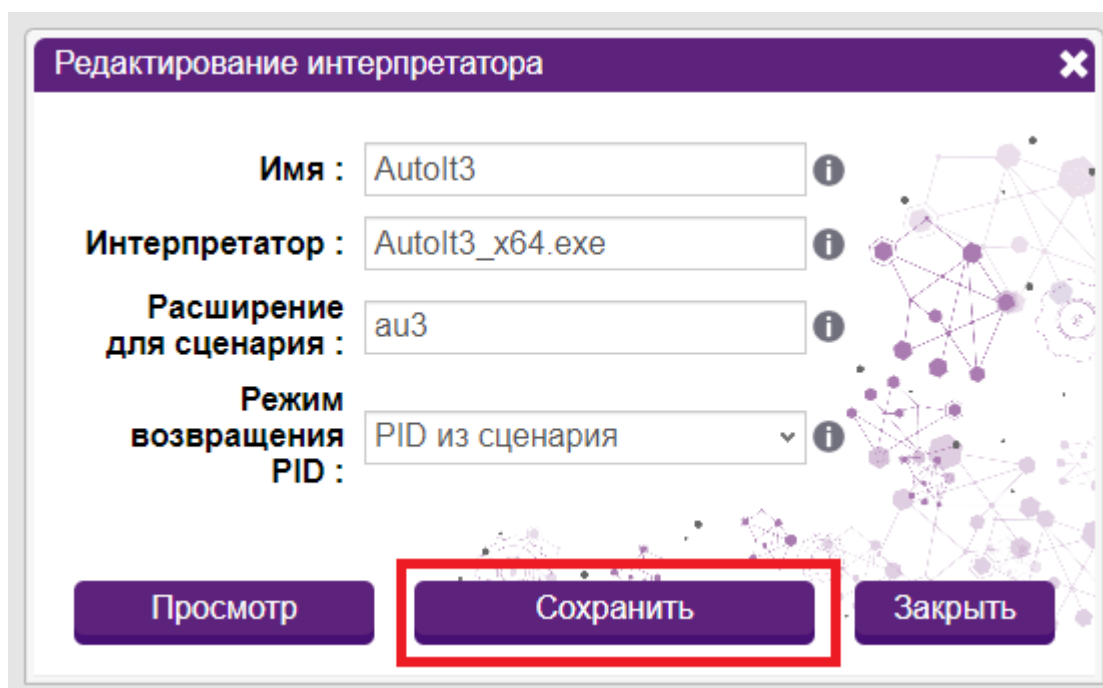 Редактирование интерпретатора
Имя : AutoIt3
Интерпретатор : AutoIt3_x64.exe
Расширение
для сценария : au3
Режим
возвращения PID из сценария
PID :
Просмотр Сохранить Закрыть